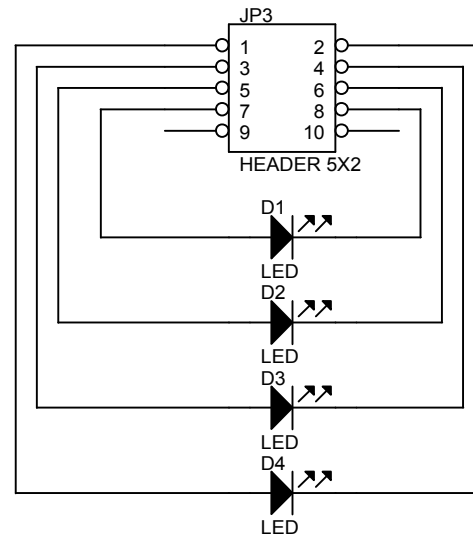 JP3
1 2
3 4
5 6
7 8
9 10
HEADER 5X2
D1
LED
D2
LED
D3
LED
D4
LED